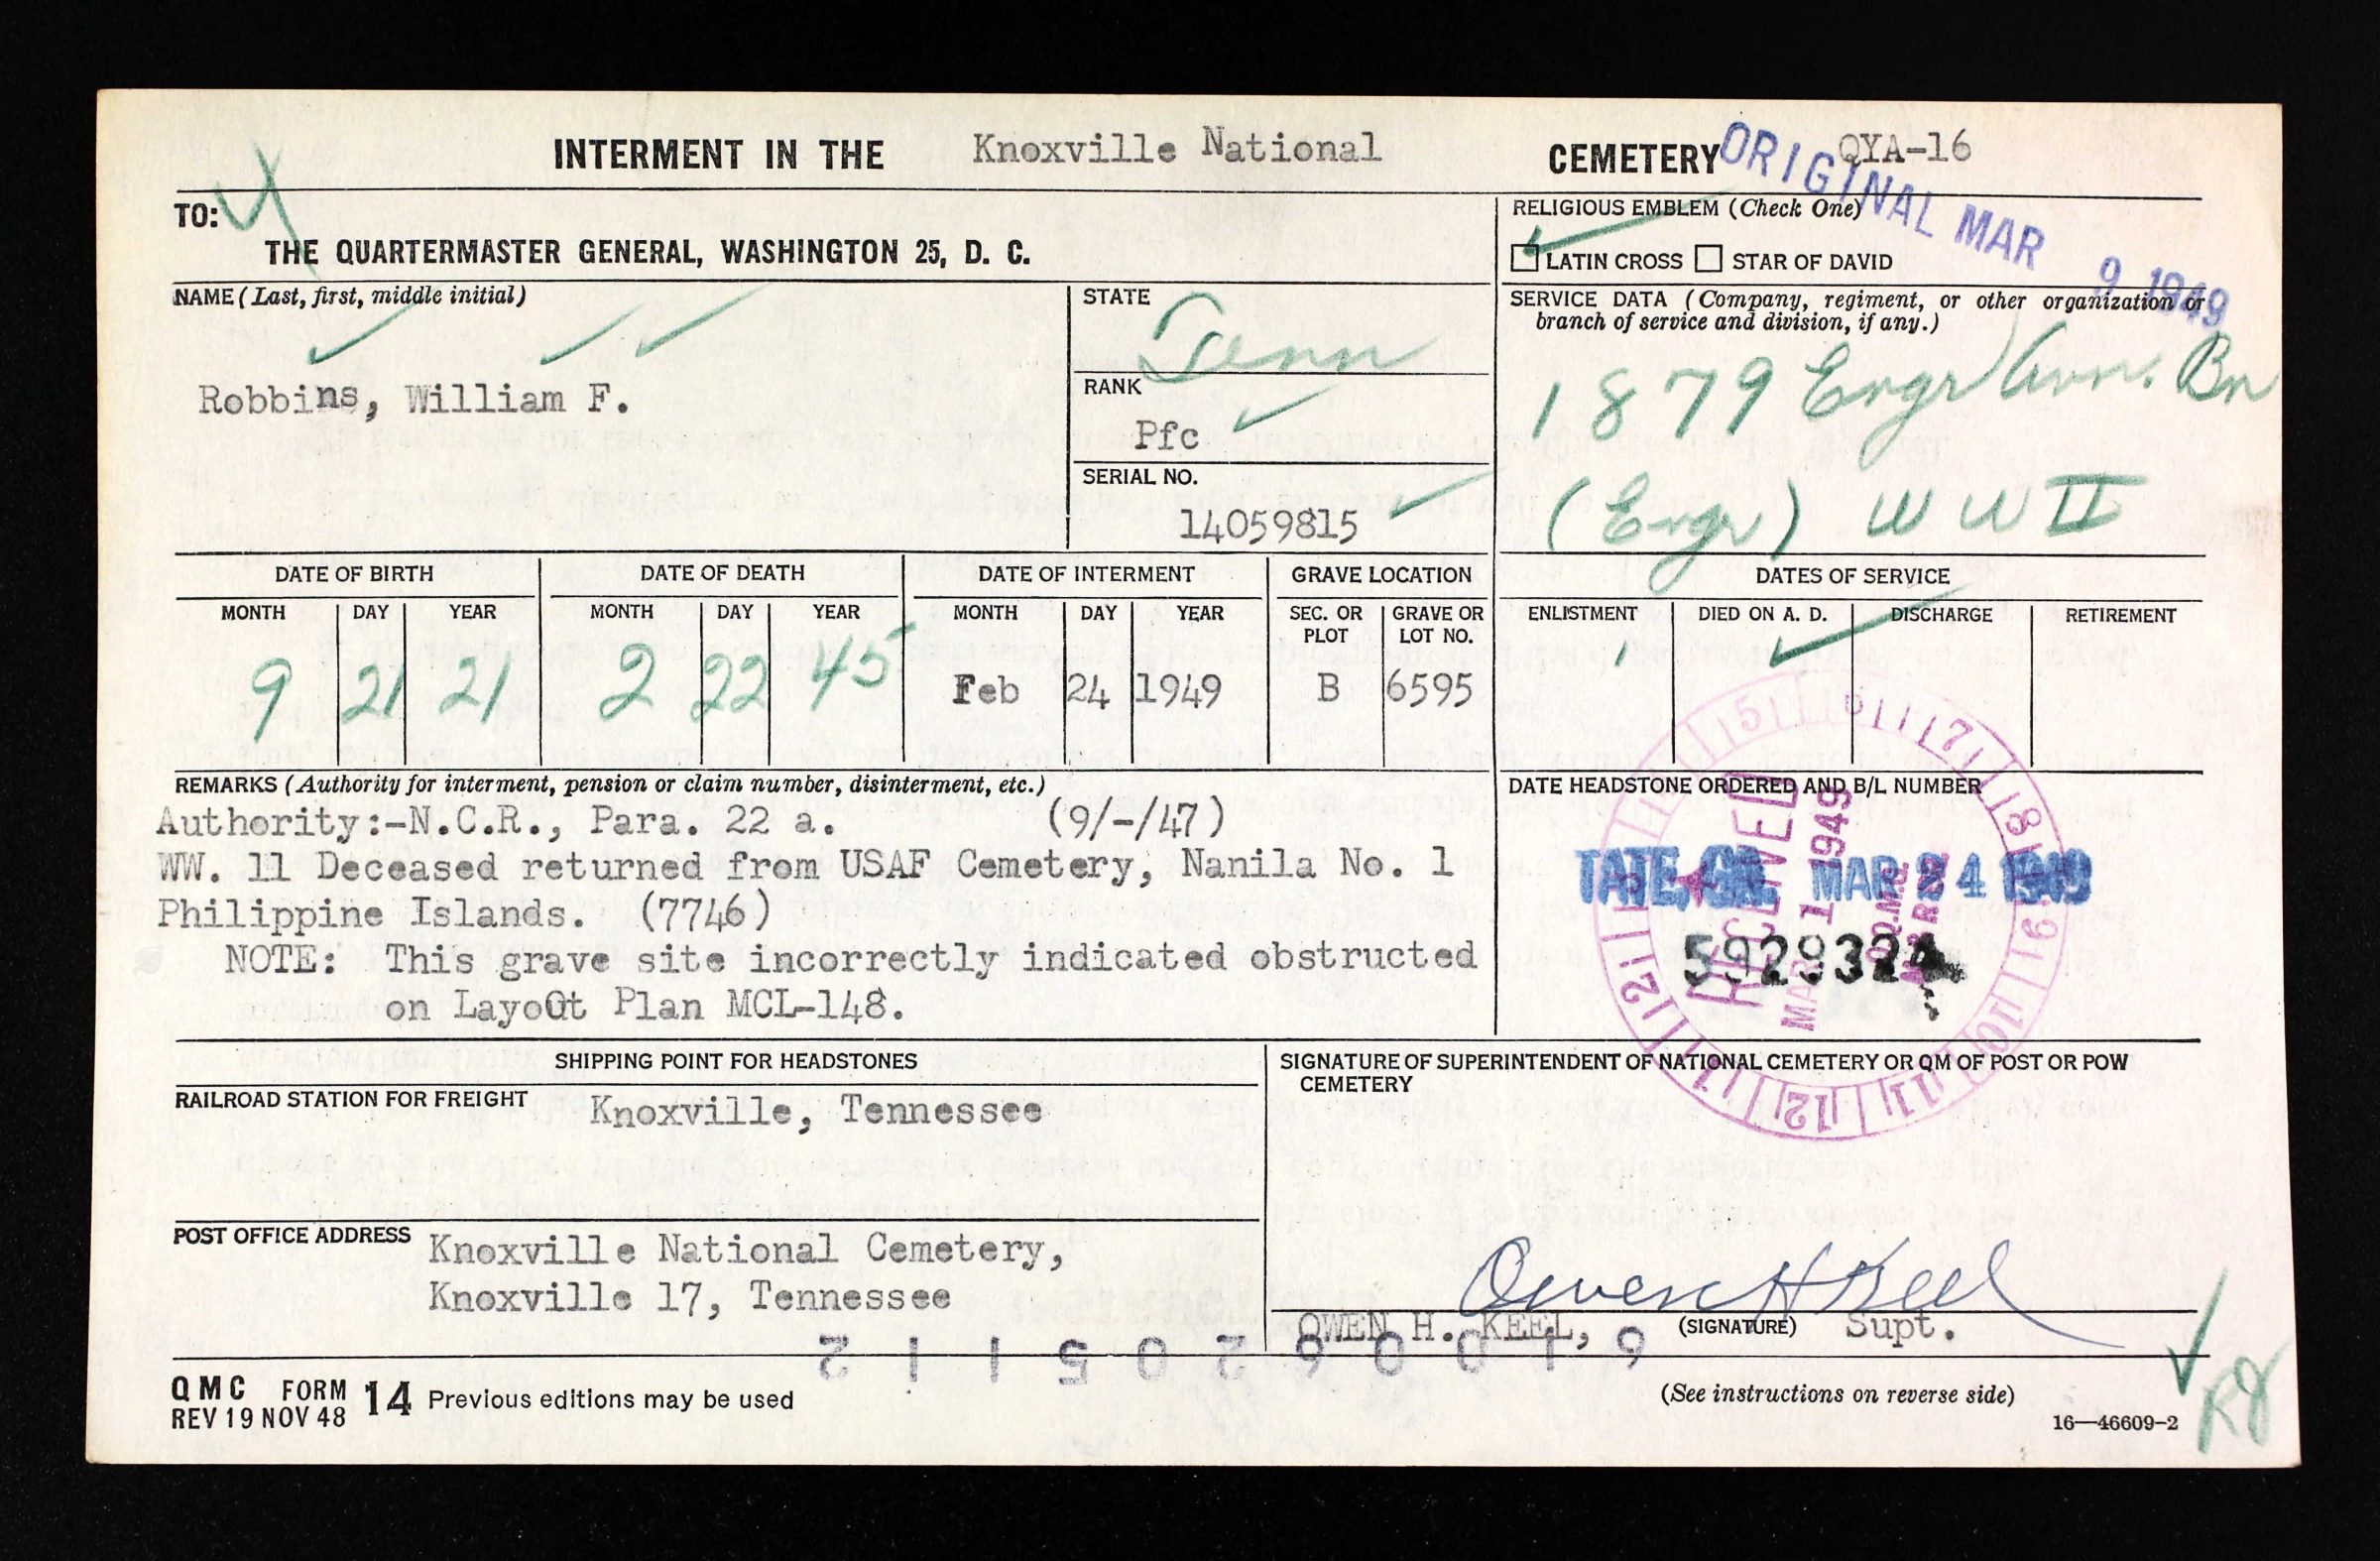 INTERMENT IN THE Knoxville National CEMETERY QYA-16
ORIGINAL MAR 9 1949
TO:
THE QUARTERMASTER GENERAL, WASHINGTON 25, D. C.
RELIGIOUS EMBLEM (Check One)
LATIN CROSS STAR OF DAVID
NAME (Last, first, middle initial)
Robbins, William F.
STATE
Tenn
RANK
Pfc
SERIAL NO.
14059815
SERVICE DATA (Company, regiment, or other organization or
branch of service and division, if any.)
1879 Engr Avn. Bn
(Engr) WW II
DATE OF BIRTH DATE OF DEATH DATE OF INTERMENT GRAVE LOCATION DATES OF SERVICE
MONTH DAY YEAR MONTH DAY YEAR MONTH DAY YEAR SEC. OR PLOT GRAVE OR LOT NO. ENLISTMENT DIED ON A. D. DISCHARGE RETIREMENT
9 21 21 2 22 45 Feb 24 1949 B 6595
REMARKS (Authority for interment, pension or claim number, disinterment, etc.)
Authority:-N.C.R., Para. 22 a. (9/-/47)
WW. 11 Deceased returned from USAF Cemetery, Nanila No. 1
Philippine Islands. (7746)
NOTE: This grave site incorrectly indicated obstructed
on Layout Plan MCL-148.
DATE HEADSTONE ORDERED AND B/L NUMBER
TATE, GA. MAR 24 1949
RECEIVED
MAR 1 1949
5929324
SHIPPING POINT FOR HEADSTONES
RAILROAD STATION FOR FREIGHT Knoxville, Tennessee
POST OFFICE ADDRESS Knoxville National Cemetery,
Knoxville 17, Tennessee
SIGNATURE OF SUPERINTENDENT OF NATIONAL CEMETERY OR QM OF POST OR POW
CEMETERY
Owen H Keel
OWEN H. KEEL, (SIGNATURE) Supt.
QMC FORM 14 Previous editions may be used
REV 19 NOV 48
(See instructions on reverse side)
16—46609-2